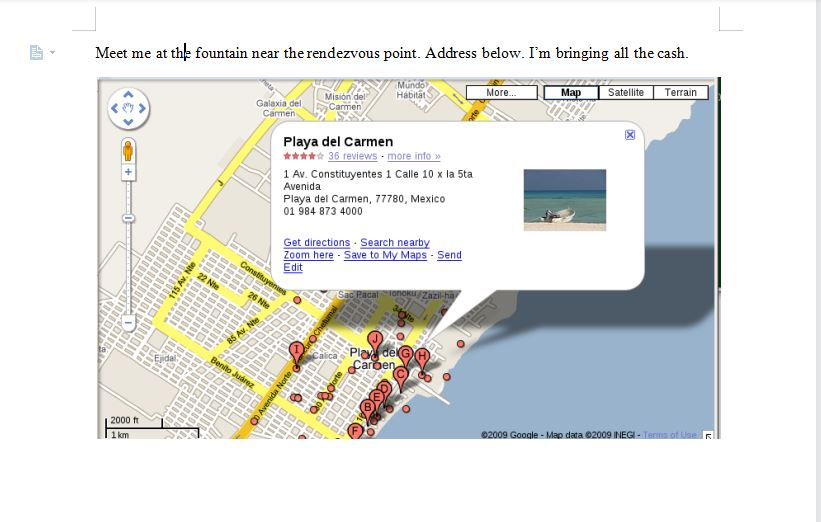 Meet me at the fountain near the rendezvous point. Address below. I'm bringing all the cash.
More... Map Satellite Terrain
Galaxia del Carmen
Misión del Carmen
Mundo Hábitat
Playa del Carmen
36 reviews - more info »
1 Av. Constituyentes 1 Calle 10 x la 5ta
Avenida
Playa del Carmen, 77780, Mexico
01 984 873 4000
Get directions - Search nearby
Zoom here - Save to My Maps - Send
Edit
Constituyentes
115 Av. Nte
22 Nte
26 Nte
85 Av. Nte
Sac Pacal
Tohoku
Zazil-ha
34 Nte
Chetumal
Ejidal
Calica
Benito Juárez
Avenida Norte
Playa del
Carmen
I
J
G
H
C
D
E
B
F
2000 ft
1 km
©2009 Google - Map data ©2009 INEGI - Terms of Use